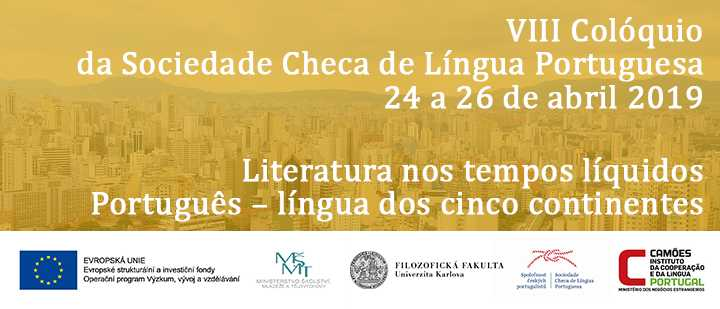 VIII Colóquio
da Sociedade Checa de Língua Portuguesa
24 a 26 de abril 2019
Literatura nos tempos líquidos
Português – língua dos cinco continentes
EVROPSKÁ UNIE
Evropské strukturální a investiční fondy
Operační program Výzkum, vývoj a vzdělávání
MŠMT
MINISTERSTVO ŠKOLSTVÍ
MLÁDEŽE A TĚLOVÝCHOVY
FILOZOFICKÁ FAKULTA
Univerzita Karlova
Společnost českých portugalistů
Sociedade Checa de Língua Portuguesa
CAMÕES
INSTITUTO
DA COOPERAÇÃO
E DA LÍNGUA
PORTUGAL
MINISTÉRIO DOS NEGÓCIOS ESTRANGEIROS